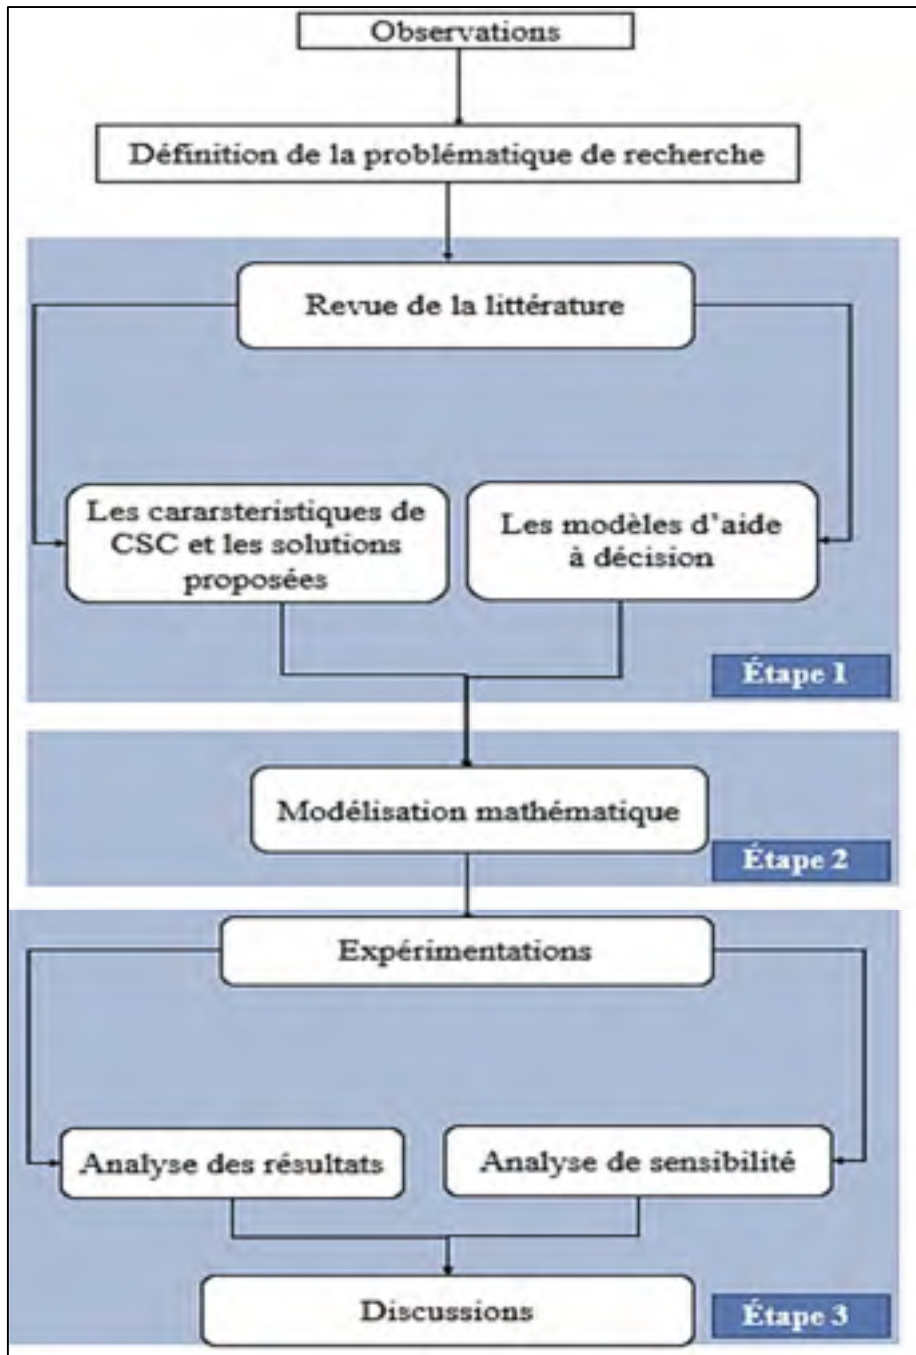 Observations
Définition de la problématique de recherche
Revue de la littérature
Les cararsteristiques de
CSC et les solutions
proposées
Les modèles d'aide
à décision
Étape 1
Modélisation mathématique
Étape 2
Expérimentations
Analyse des résultats
Analyse de sensibilité
Discussions
Étape 3